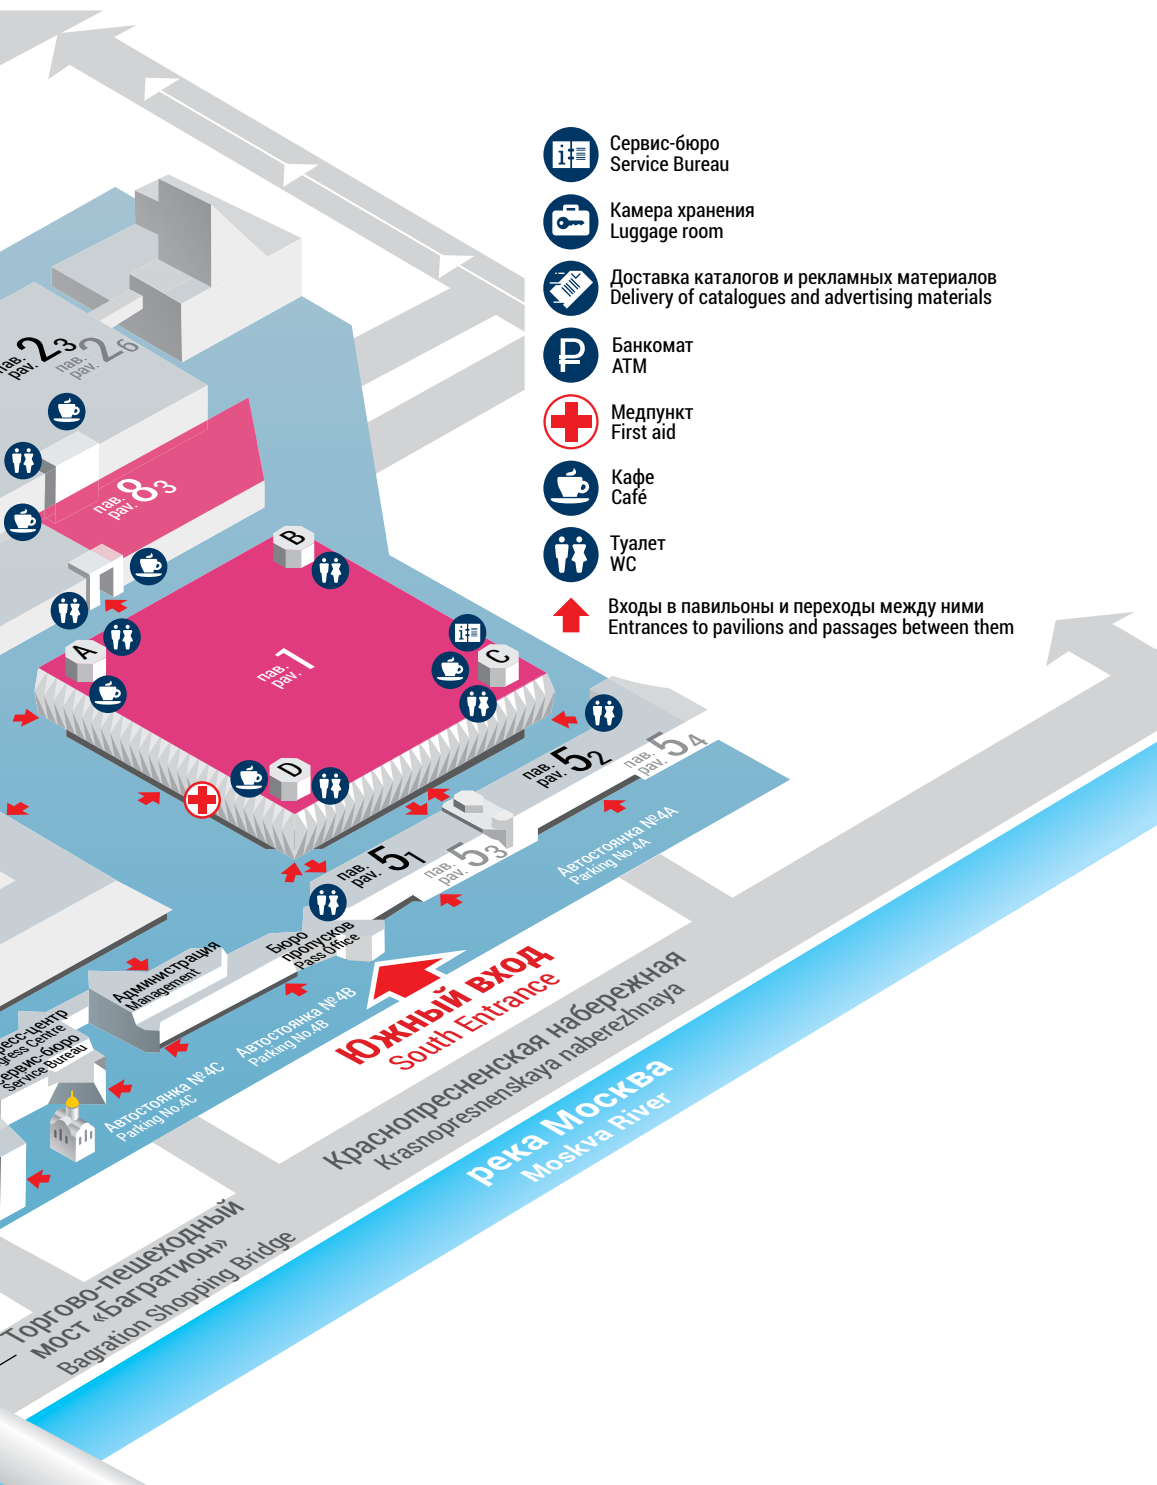 Сервис-бюро
Service Bureau
Камера хранения
Luggage room
Доставка каталогов и рекламных материалов
Delivery of catalogues and advertising materials
Банкомат
ATM
Медпункт
First aid
Кафе
Café
Туалет
WC
Входы в павильоны и переходы между ними
Entrances to pavilions and passages between them
пав.
pav. 2 3
пав.
pav. 2 6
пав.
pav. 8 3
B
A
C
D
пав.
pav. 1
пав.
pav. 5 2
пав.
pav. 5 4
пав.
pav. 5 1
пав.
pav. 5 3
Автостоянка №4A
Parking No.4A
Бюро
пропусков
Pass Office
Администрация
Management
Автостоянка №4B
Parking No.4B
Service Bureau
Автостоянка №4C
Parking No.4C
Южный вход
South Entrance
Краснопресненская набережная
Krasnopresnenskaya naberezhnaya
река Москва
Moskva River
Торгово-пешеходный
мост «Багратион»
Bagration Shopping Bridge